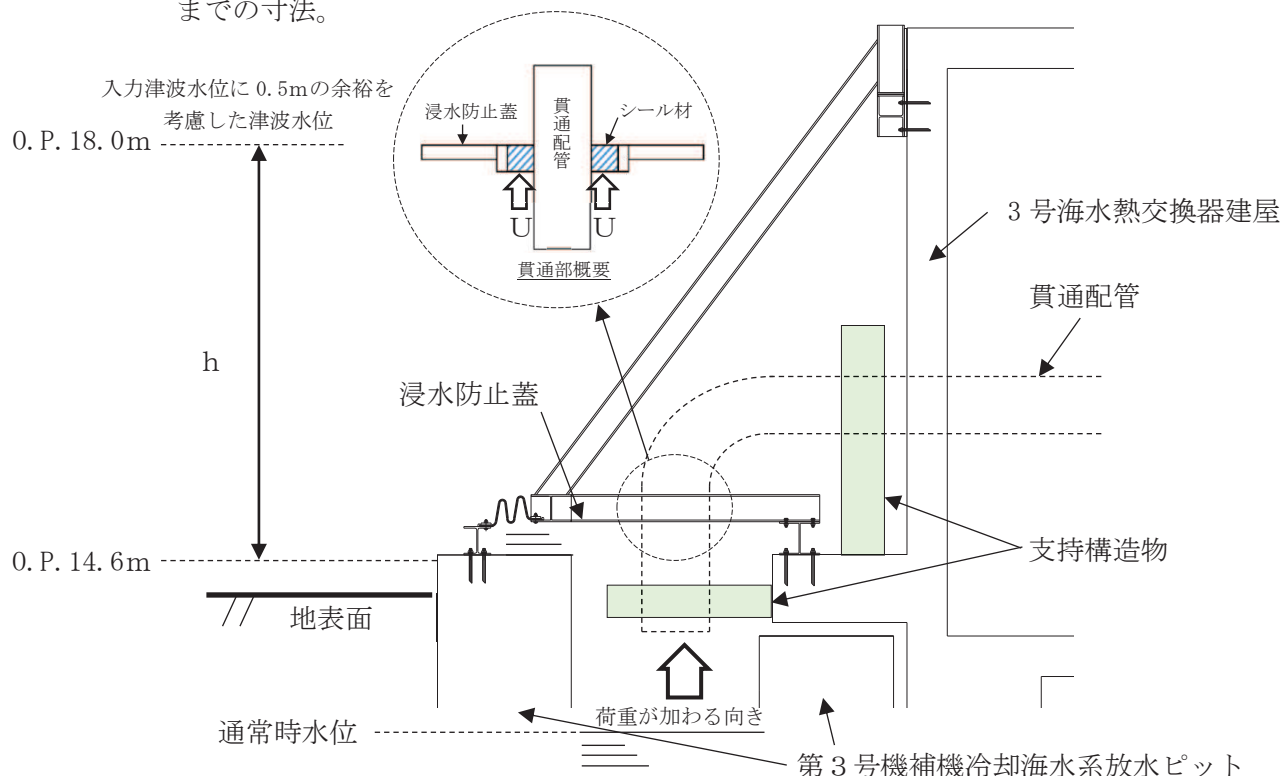 までの寸法。
入力津波水位に 0.5mの余裕を
考慮した津波水位
O.P.18.0m
浸水防止蓋
貫通配管
シール材
U
U
貫通部概要
3号海水熱交換器建屋
貫通配管
h
浸水防止蓋
O.P.14.6m
支持構造物
地表面
荷重が加わる向き
通常時水位
第3号機補機冷却海水系放水ピット